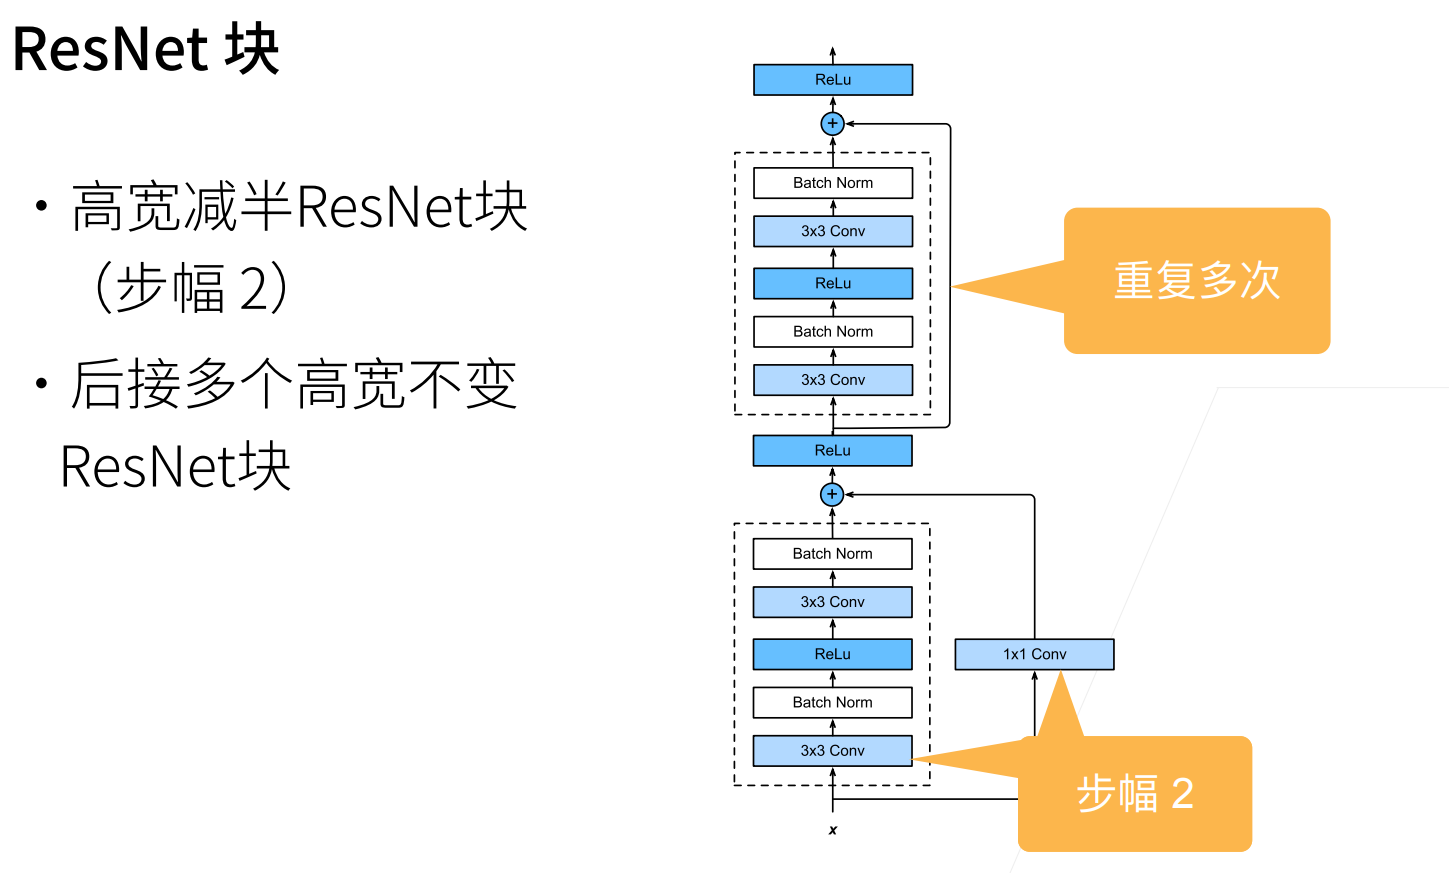 ResNet 块
• 高宽减半ResNet块
（步幅 2）
• 后接多个高宽不变
ResNet块
ReLu
+
Batch Norm
3x3 Conv
ReLu
Batch Norm
3x3 Conv
重复多次
ReLu
+
Batch Norm
3x3 Conv
ReLu
1x1 Conv
Batch Norm
3x3 Conv
步幅 2
x